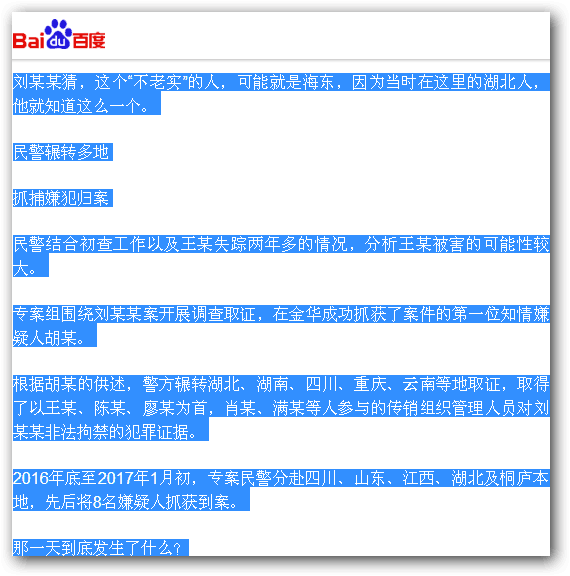 Bai du 百度
刘某某猜，这个“不老实”的人，可能就是海东，因为当时在这里的湖北人，
他就知道这么一个。
民警辗转多地
抓捕嫌犯归案
民警结合初查工作以及王某失踪两年多的情况，分析王某被害的可能性较
大。
专案组围绕刘某某案开展调查取证，在金华成功抓获了案件的第一位知情嫌
疑人胡某。
根据胡某的供述，警方辗转湖北、湖南、四川、重庆、云南等地取证，取得
了以王某、陈某、廖某为首，肖某、满某等人参与的传销组织管理人员对刘
某某非法拘禁的犯罪证据。
2016年底至2017年1月初，专案民警分赴四川、山东、江西、湖北及桐庐本
地，先后将8名嫌疑人抓获到案。
那一天到底发生了什么？